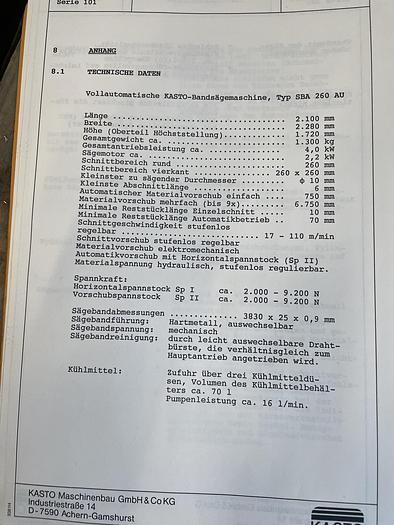 Serie 101
8 ANHANG
8.1 TECHNISCHE DATEN
Vollautomatische KASTO-Bandsägemaschine, Typ SBA 260 AU
Länge ........................................ 2.100 mm
Breite ....................................... 2.280 mm
Höhe (Oberteil Höchststellung) ............... 1.720 mm
Gesamtgewicht ca. ............................ 1.300 kg
Gesamtantriebsleistung ca. ................... 4,0 kW
Sägemotor ca. ................................ 2,2 kW
Schnittbereich rund .......................... 260 mm
Schnittbereich vierkant ................ 260 x 260 mm
Kleinster zu sägender Durchmesser ............ ϕ 10 mm
Kleinste Abschnittlänge ...................... 6 mm
Automatischer Materialvorschub einfach ....... 750 mm
Materialvorschub mehrfach (bis 9x) ........... 6.750 mm
Minimale Reststücklänge Einzelschnitt ........ 10 mm
Minimale Reststücklänge Automatikbetrieb ..... 70 mm
Schnittgeschwindigkeit stufenlos
regelbar ........................... 17 - 110 m/min
Schnittvorschub stufenlos regelbar
Materialvorschub elektromechanisch
Automatikvorschub mit Horizontalspannstock (Sp II)
Materialspannung hydraulisch, stufenlos regulierbar.
Spannkraft:
Horizontalspannstock Sp I ca. 2.000 - 9.200 N
Vorschubspannstock Sp II ca. 2.000 - 9.200 N
Sägebandabmessungen .............. 3830 x 25 x 0,9 mm
Sägebandführung: Hartmetall, auswechselbar
Sägebandspannung: mechanisch
Sägebandreinigung: durch leicht auswechselbare Draht-
bürste, die verhältnisgleich zum
Hauptantrieb angetrieben wird.
Kühlmittel: Zufuhr über drei Kühlmitteldü-
sen, Volumen des Kühlmittelbehäl-
ters ca. 70 l
Pumpenleistung ca. 16 l/min.
KASTO Maschinenbau GmbH & Co KG
Industriestraße 14
D-7590 Achern-Gamshurst
KASTO